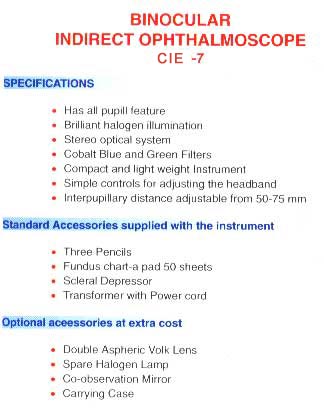 BINOCULAR
INDIRECT OPHTHALMOSCOPE
CIE -7
SPECIFICATIONS
• Has all pupill feature
• Brilliant halogen illumination
• Stereo optical system
• Cobalt Blue and Green Filters
• Compact and light weight Instrument
• Simple controls for adjusting the headband
• Interpupillary distance adjustable from 50-75 mm
Standard Accessories supplied with the instrument
• Three Pencils
• Fundus chart-a pad 50 sheets
• Scleral Depressor
• Transformer with Power cord
Optional aceessories at extra cost
• Double Aspheric Volk Lens
• Spare Halogen Lamp
• Co-observation Mirror
• Carrying Case